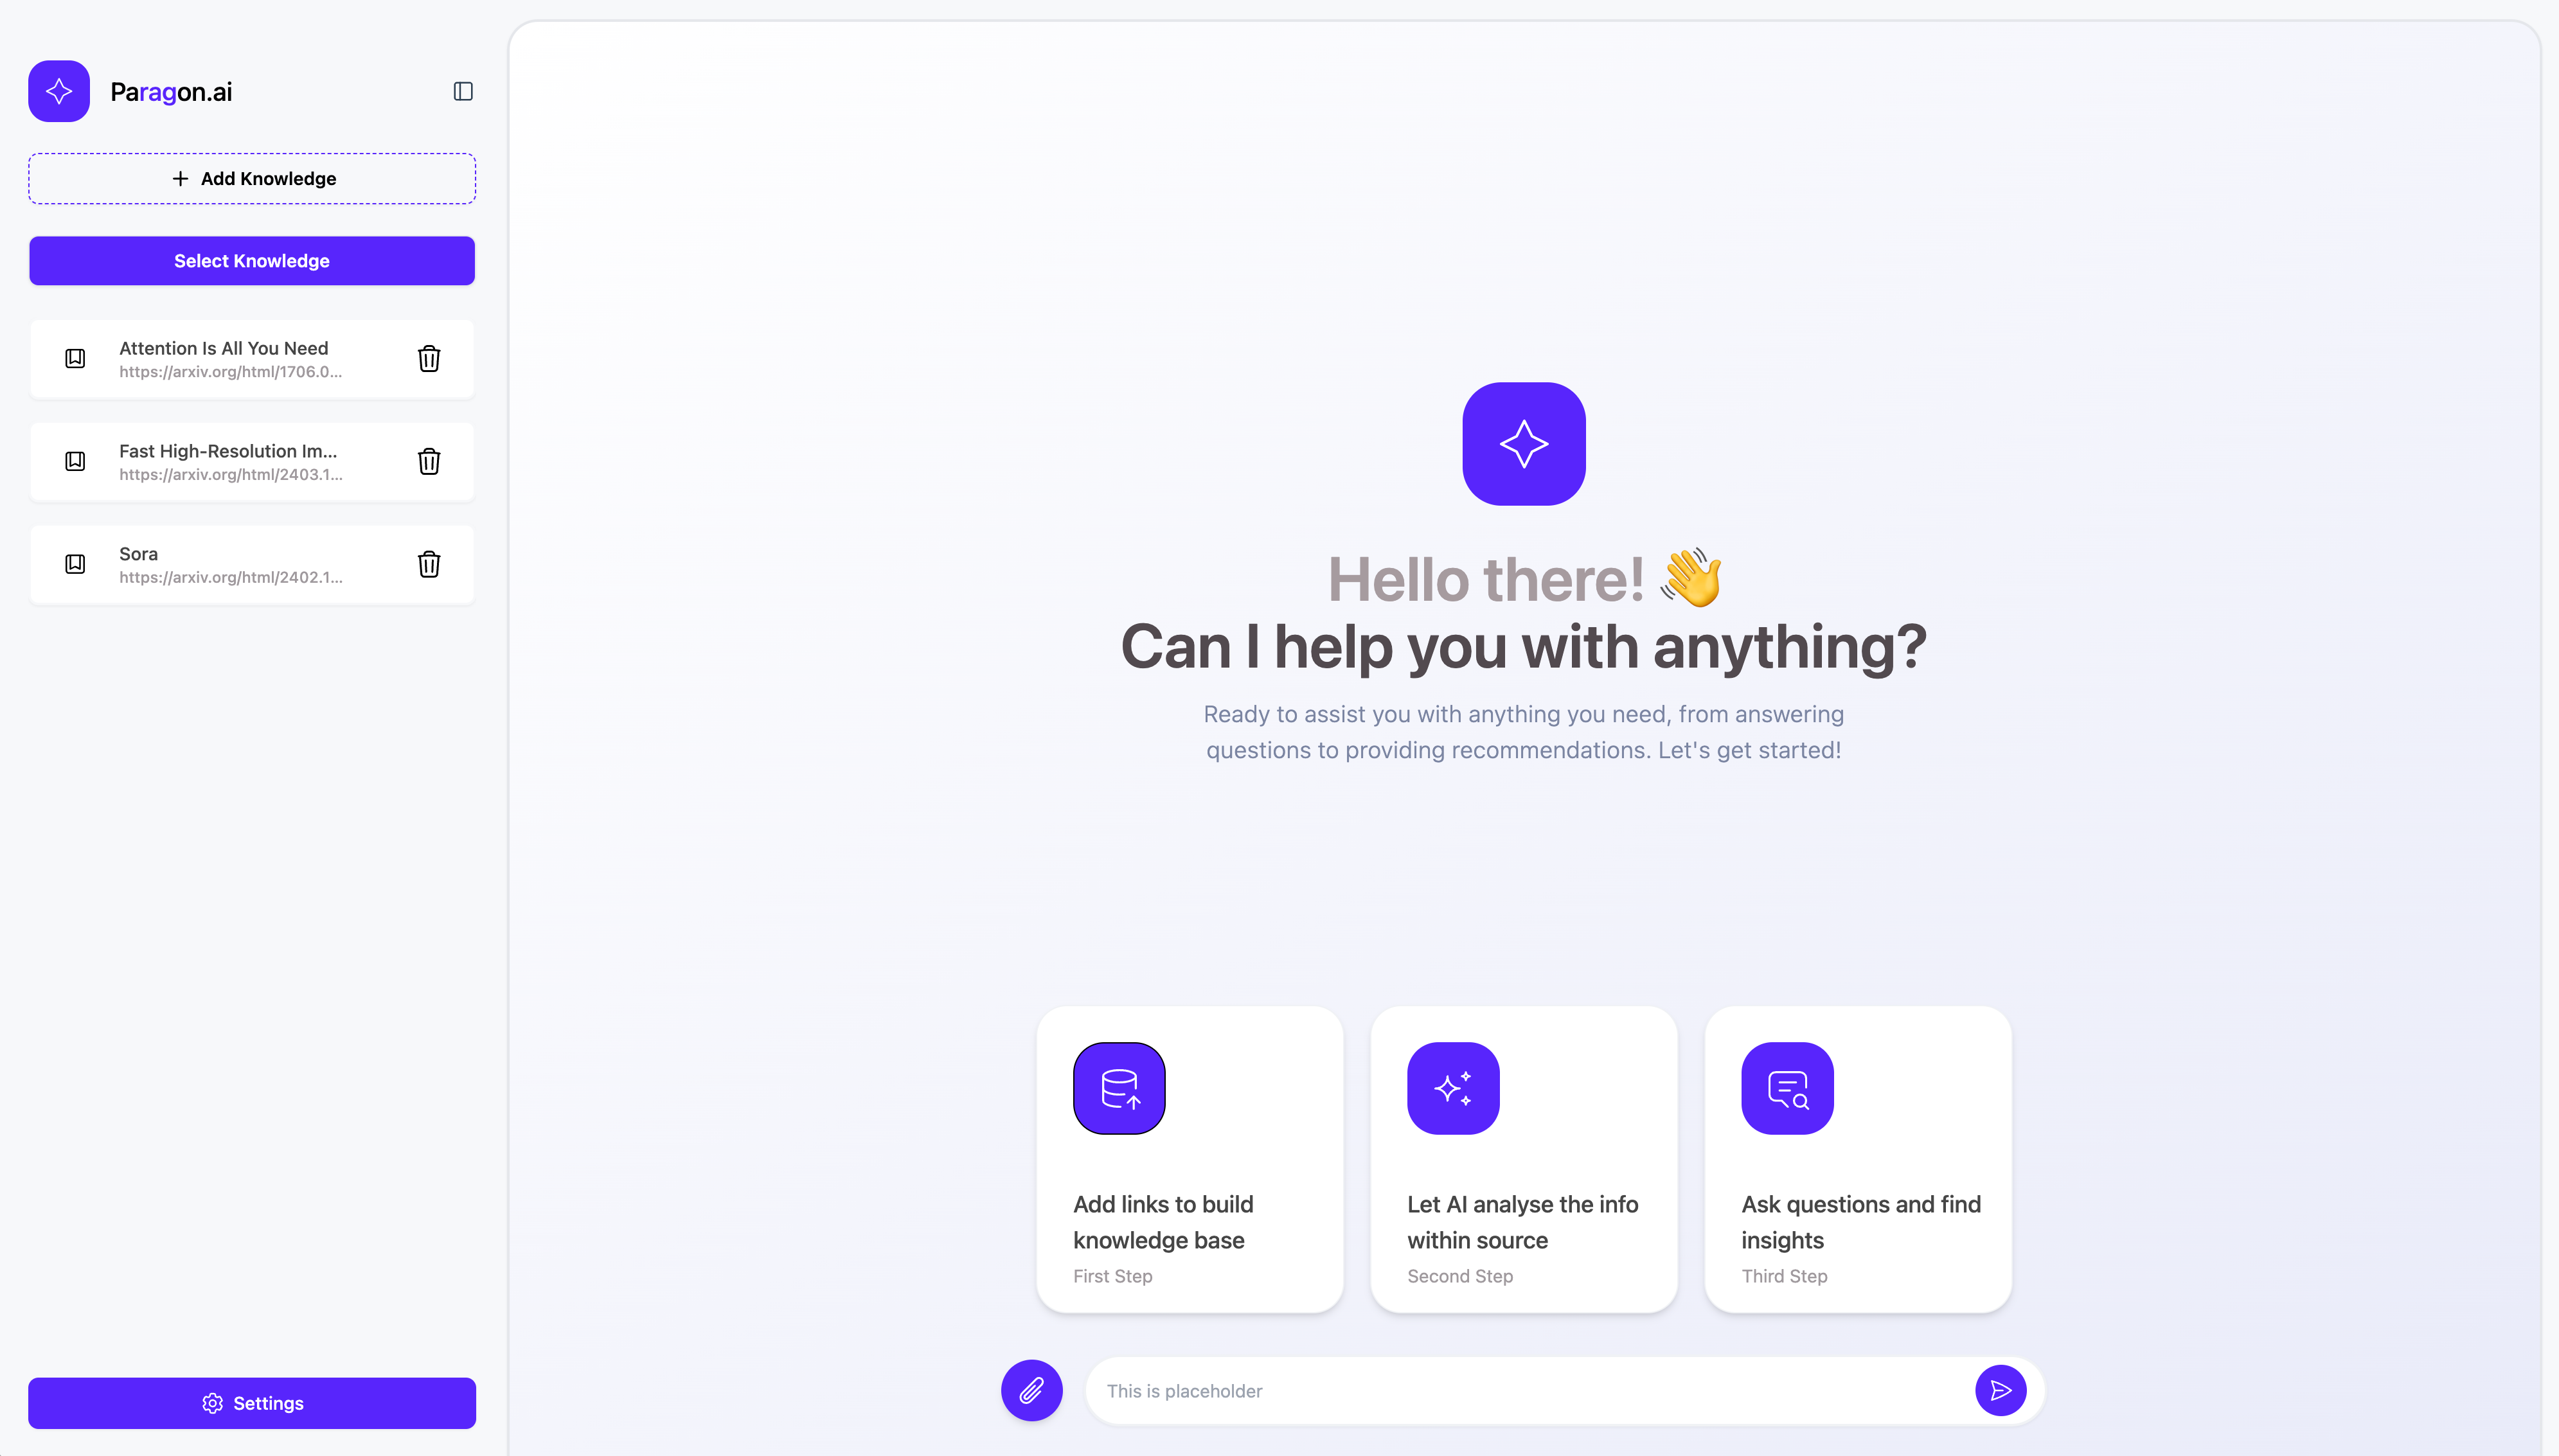 Paragon.ai
Add Knowledge
Select Knowledge
Attention Is All You Need
https://arxiv.org/html/1706.0...
Fast High-Resolution Im...
https://arxiv.org/html/2403.1...
Sora
https://arxiv.org/html/2402.1...
Settings
Hello there! 👋
Can I help you with anything?
Ready to assist you with anything you need, from answering
questions to providing recommendations. Let's get started!
Add links to build
knowledge base
First Step
Let AI analyse the info
within source
Second Step
Ask questions and find
insights
Third Step
This is placeholder